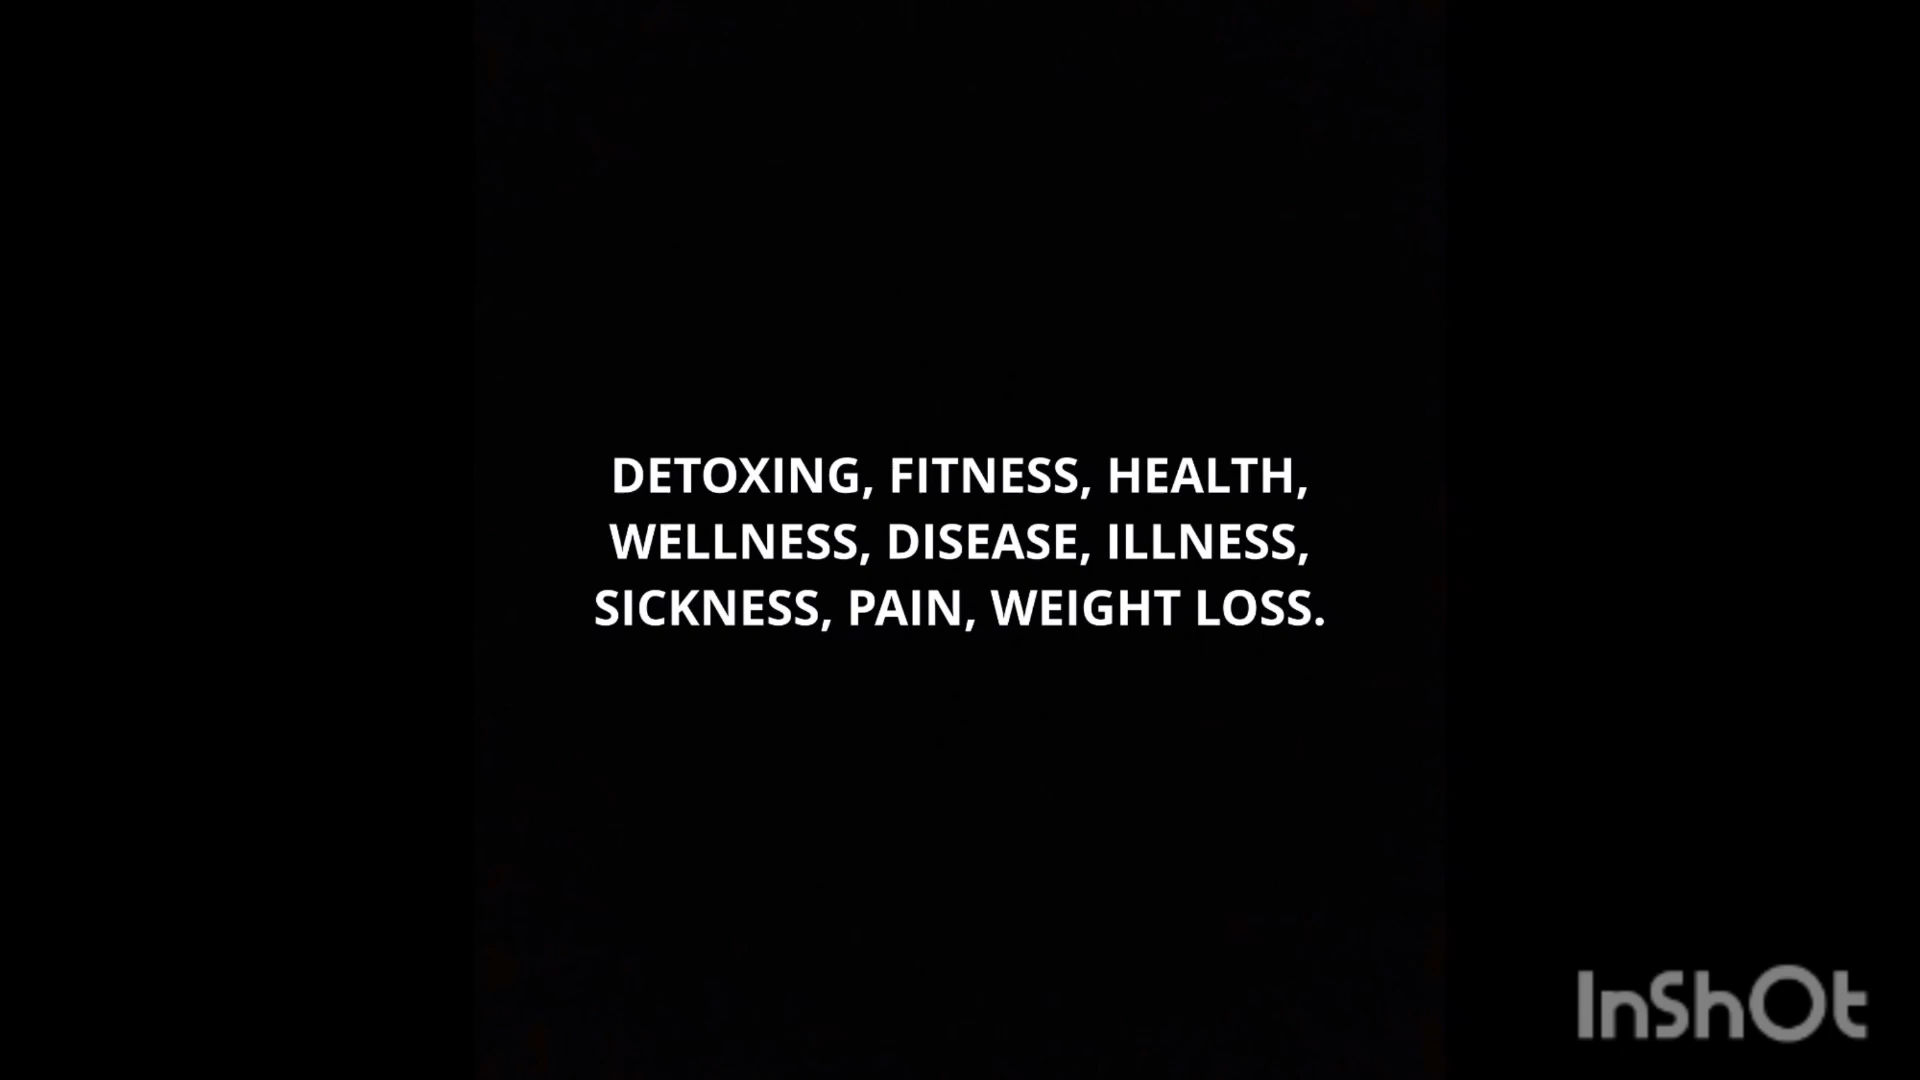 DETOXING, FITNESS, HEALTH,
WELLNESS, DISEASE, ILLNESS,
SICKNESS, PAIN, WEIGHT LOSS.
InShOt